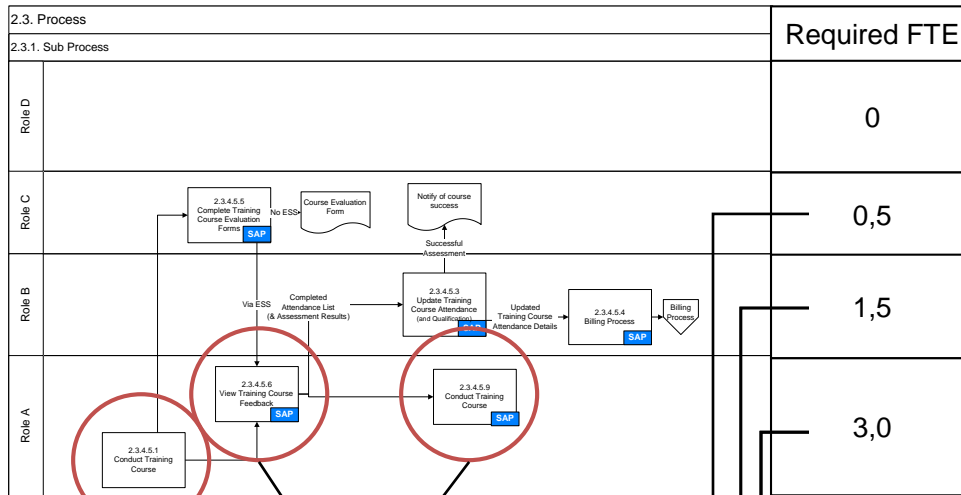 2.3. Process
Required FTE
2.3.1. Sub Process
Role D
0
Role C
2.3.4.5.5
Complete Training
Course Evaluation
Forms
SAP
No ESS
Course Evaluation
Form
Notify of course
success
0,5
Successful
Assessment
Role B
Via ESS
Completed
Attendance List
(& Assessment Results)
2.3.4.5.3
Update Training
Course Attendance
(and Qualification)
SAP
Updated
Training Course
Attendance Details
2.3.4.5.4
Billing Process
SAP
Billing
Process
1,5
Role A
2.3.4.5.6
View Training Course
Feedback
SAP
2.3.4.5.9
Conduct Training
Course
SAP
3,0
2.3.4.5.1
Conduct Training
Course